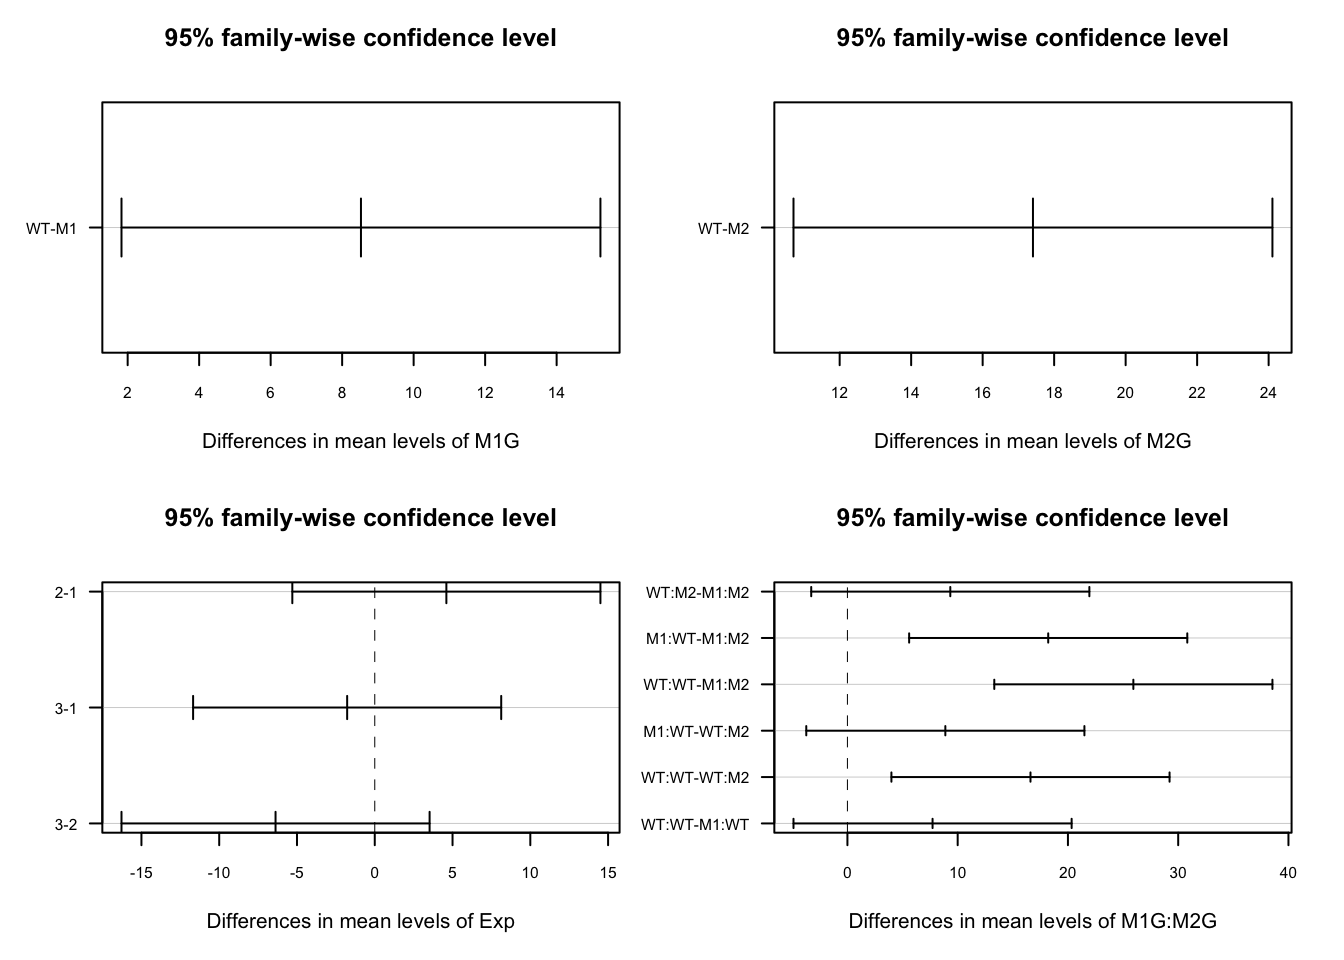 95% family-wise confidence level
WT-M1
2 4 6 8 10 12 14
Differences in mean levels of M1G
95% family-wise confidence level
WT-M2
12 14 16 18 20 22 24
Differences in mean levels of M2G
95% family-wise confidence level
2-1
3-1
3-2
-15 -10 -5 0 5 10 15
Differences in mean levels of Exp
95% family-wise confidence level
WT:M2-M1:M2
M1:WT-M1:M2
WT:WT-M1:M2
M1:WT-WT:M2
WT:WT-WT:M2
WT:WT-M1:WT
0 10 20 30 40
Differences in mean levels of M1G:M2G